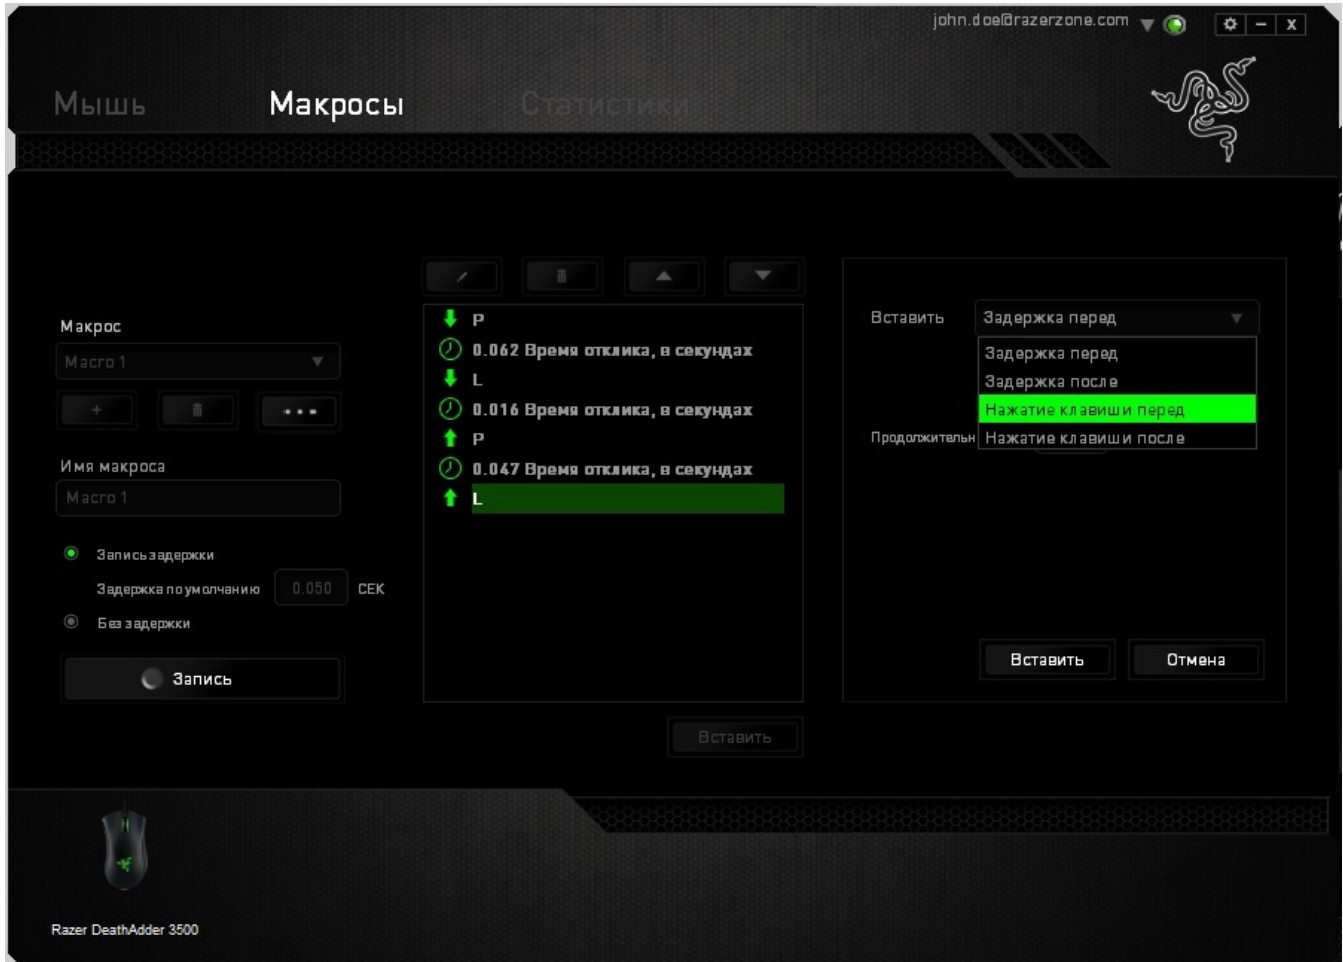 john.doe@razerzone.com
X
Мышь Макросы Статистики
Макрос
Macro 1
Имя макроса
Macro 1
Запись задержки
Задержка по умолчанию 0.050 СЕК
Без задержки
Запись
P
0.062 Время отклика, в секундах
L
0.016 Время отклика, в секундах
P
0.047 Время отклика, в секундах
L
Вставить
Вставить Задержка перед
Задержка перед
Задержка после
Нажатие клавиши перед
Продолжительн Нажатие клавиши после
Вставить Отмена
Razer DeathAdder 3500